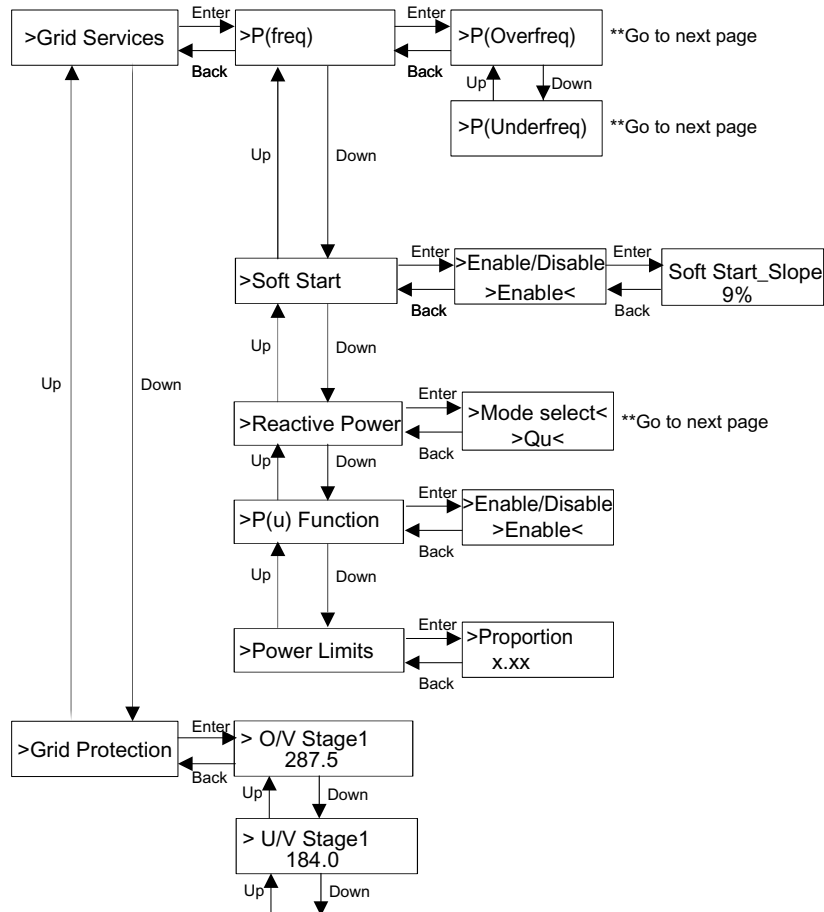 Enter
Enter
>Grid Services
>P(freq)
>P(Overfreq)
**Go to next page
Back
Back
Up
Down
>P(Underfreq)
**Go to next page
Up
Down
Enter
Enter
>Soft Start
>Enable/Disable
>Enable<
Soft Start_Slope
9%
Back
Back
Up
Down
Up
Down
Enter
>Reactive Power
>Mode select<
>Qu<
**Go to next page
Back
Up
Down
Enter
>P(u) Function
>Enable/Disable
>Enable<
Back
Up
Down
Enter
>Power Limits
>Proportion
x.xx
Back
Enter
>Grid Protection
> O/V Stage1
287.5
Back
Up
Down
> U/V Stage1
184.0
Up
Down